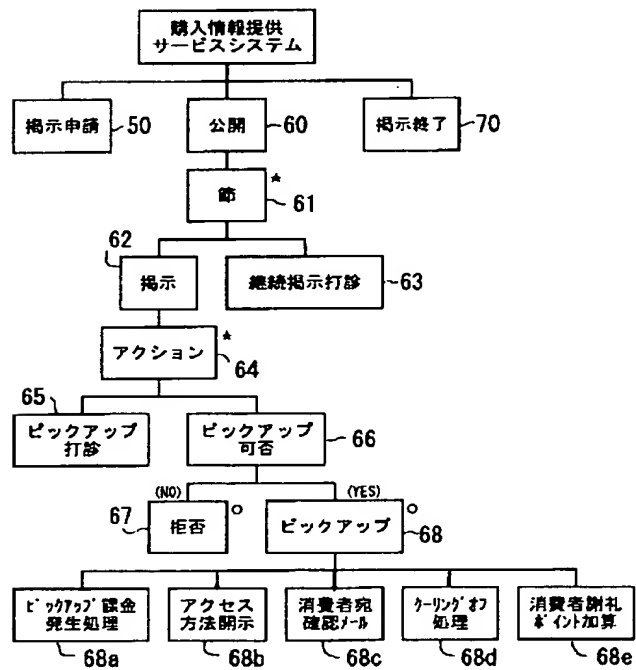 購入情報提供
サービスシステム
掲示申請
50
公開
60
掲示終了
70
節
*
61
62
掲示
継続掲示打診
63
アクション
*
64
65
ピックアップ
打診
ピックアップ
可否
66
(NO)
(YES)
67
拒否
ピックアップ
68
ピックアップ課金
発生処理
アクセス
方法開示
消費者宛
確認メール
クーリングオフ
処理
消費者謝礼
ポイント加算
68a
68b
68c
68d
68e